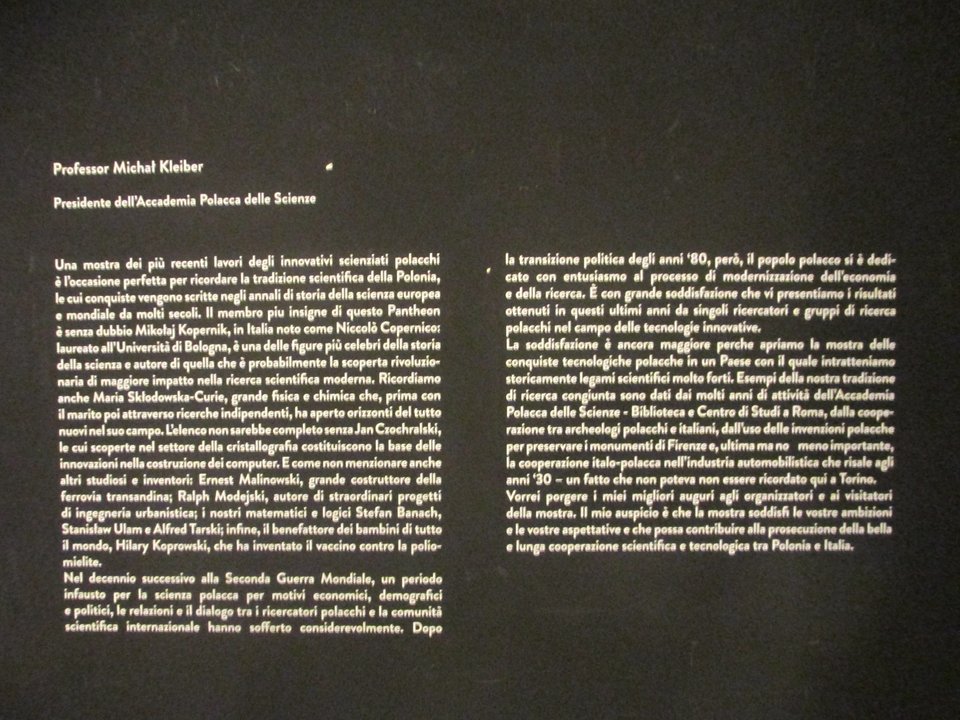 Professor Michał Kleiber
Presidente dell'Accademia Polacca delle Scienze
Una mostra dei più recenti lavori degli innovativi scienziati polacchi
è l'occasione perfetta per ricordare la tradizione scientifica della Polonia,
le cui conquiste vengono scritte negli annali di storia della scienza europea
e mondiale da molti secoli. Il membro piu insigne di questo Pantheon
è senza dubbio Mikołaj Kopernik, in Italia noto come Niccolò Copernico:
laureato all'Università di Bologna, è una delle figure più celebri della storia
della scienza e autore di quella che è probabilmente la scoperta rivoluzio-
naria di maggiore impatto nella ricerca scientifica moderna. Ricordiamo
anche Maria Skłodowska-Curie, grande fisica e chimica che, prima con
il marito poi attraverso ricerche indipendenti, ha aperto orizzonti del tutto
nuovi nel suo campo. L'elenco non sarebbe completo senza Jan Czochralski,
le cui scoperte nel settore della cristallografia costituiscono la base delle
innovazioni nella costruzione dei computer. E come non menzionare anche
altri studiosi e inventori: Ernest Malinowski, grande costruttore della
ferrovia transandina; Ralph Modejski, autore di straordinari progetti
di ingegneria urbanistica; i nostri matematici e logici Stefan Banach,
Stanisław Ulam e Alfred Tarski; infine, il benefattore dei bambini di tutto
il mondo, Hilary Koprowski, che ha inventato il vaccino contro la polio-
mielite.
Nel decennio successivo alla Seconda Guerra Mondiale, un periodo
infausto per la scienza polacca per motivi economici, demografici
e politici, le relazioni e il dialogo tra i ricercatori polacchi e la comunità
scientifica internazionale hanno sofferto considerevolmente. Dopo
la transizione politica degli anni '80, però, il popolo polacco si è dedi-
cato con entusiasmo al processo di modernizzazione dell'economia
e della ricerca. È con grande soddisfazione che vi presentiamo i risultati
ottenuti in questi ultimi anni da singoli ricercatori e gruppi di ricerca
polacchi nel campo delle tecnologie innovative.
La soddisfazione è ancora maggiore perche apriamo la mostra delle
conquiste tecnologiche polacche in un Paese con il quale intratteniamo
storicamente legami scientifici molto forti. Esempi della nostra tradizione
di ricerca congiunta sono dati dai molti anni di attività dell'Accademia
Polacca delle Scienze - Biblioteca e Centro di Studi a Roma, dalla coope-
razione tra archeologi polacchi e italiani, dall'uso delle invenzioni polacche
per preservare i monumenti di Firenze e, ultima ma no meno importante,
la cooperazione italo-polacca nell'industria automobilistica che risale agli
anni '30 – un fatto che non poteva non essere ricordato qui a Torino.
Vorrei porgere i miei migliori auguri agli organizzatori e ai visitatori
della mostra. Il mio auspicio è che la mostra soddisfi le vostre ambizioni
e le vostre aspettative e che possa contribuire alla prosecuzione della bella
e lunga cooperazione scientifica e tecnologica tra Polonia e Italia.